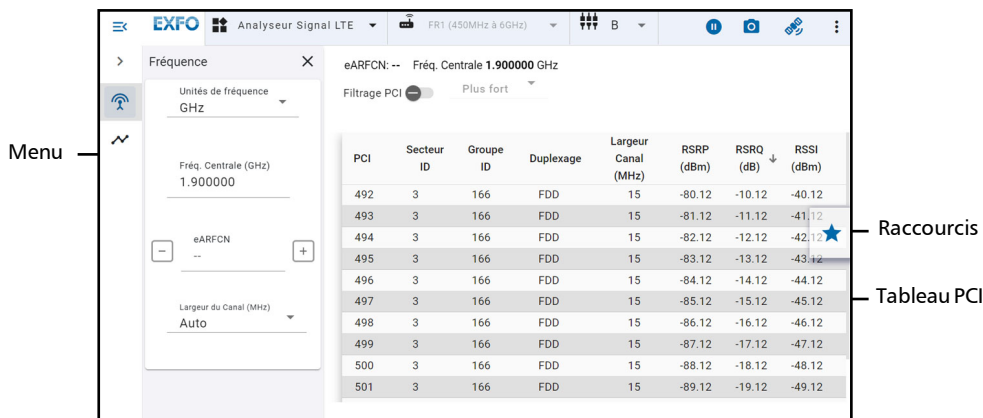 EXFO Analyseur Signal LTE FR1 (450MHz à 6GHz) B
Fréquence
Unités de fréquence
GHz
Fréq. Centrale (GHz)
1.900000
eARFCN
--
Largeur du Canal (MHz)
Auto
eARFCN: -- Fréq. Centrale 1.900000 GHz
Filtrage PCI Plus fort
PCI Secteur ID Groupe ID Duplexage Largeur Canal (MHz) RSRP (dBm) RSRQ (dB) RSSI (dBm)
492 3 166 FDD 15 -80.12 -10.12 -40.12
493 3 166 FDD 15 -81.12 -11.12 -41.12
494 3 166 FDD 15 -82.12 -12.12 -42.12
495 3 166 FDD 15 -83.12 -13.12 -43.12
496 3 166 FDD 15 -84.12 -14.12 -44.12
497 3 166 FDD 15 -85.12 -15.12 -45.12
498 3 166 FDD 15 -86.12 -16.12 -46.12
499 3 166 FDD 15 -87.12 -17.12 -47.12
500 3 166 FDD 15 -88.12 -18.12 -48.12
501 3 166 FDD 15 -89.12 -19.12 -49.12
Menu
Raccourcis
Tableau PCI